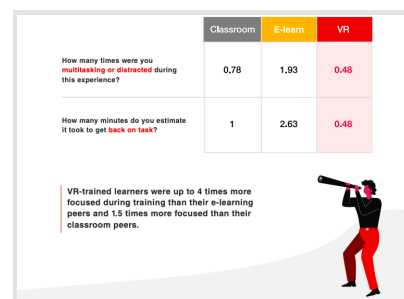 Classroom E-learn VR
How many times were you
multitasking or distracted during
this experience?
0.78 1.93 0.48
How many minutes do you estimate
it took to get back on task?
1 2.63 0.48
VR-trained learners were up to 4 times more
focused during training than their e-learning
peers and 1.5 times more focused than their
classroom peers.